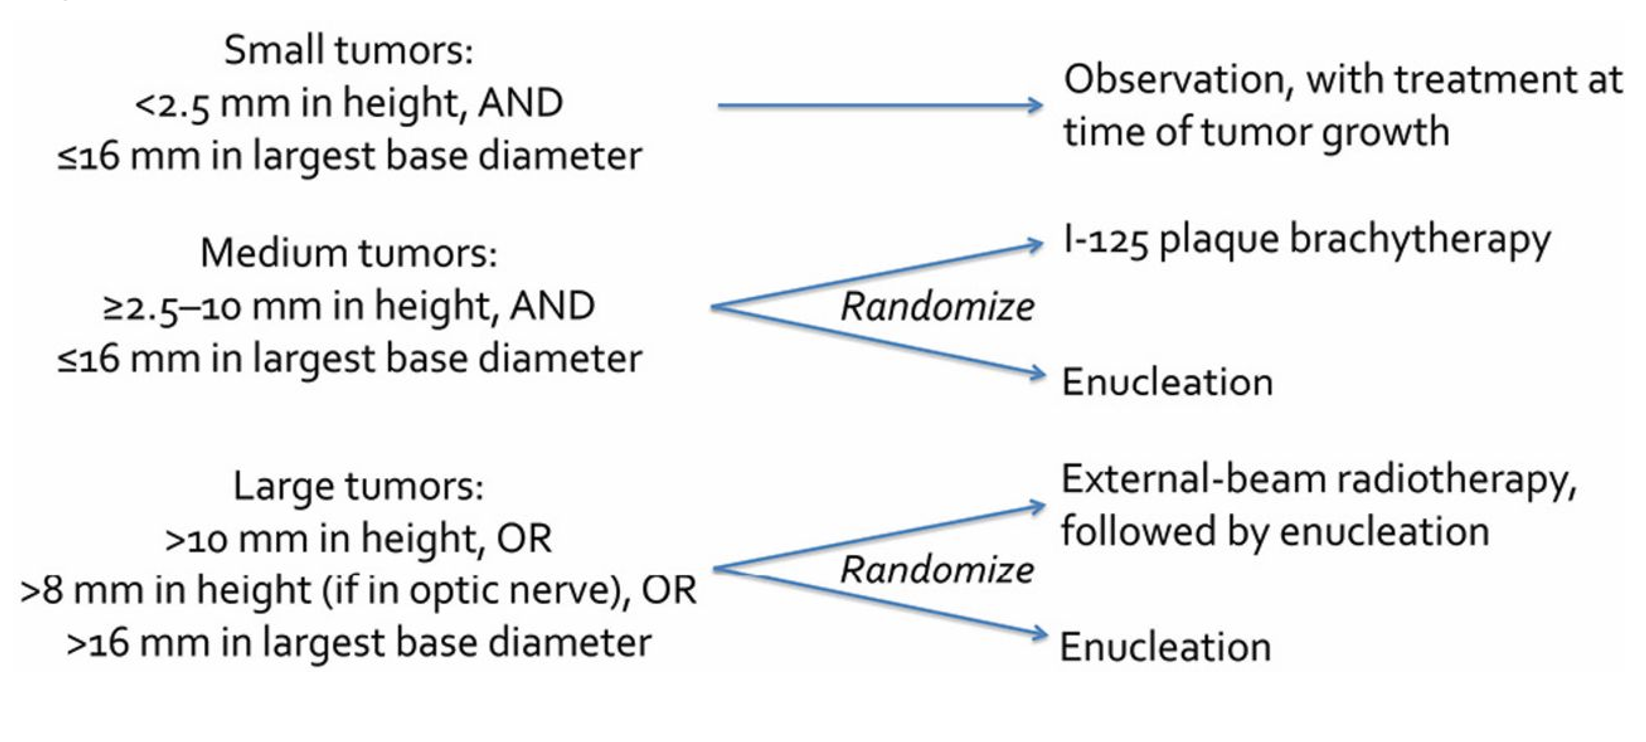 Small tumors:
<2.5 mm in height, AND
≤16 mm in largest base diameter
Observation, with treatment at
time of tumor growth
Medium tumors:
≥2.5–10 mm in height, AND
≤16 mm in largest base diameter
Randomize
I-125 plaque brachytherapy
Enucleation
Large tumors:
>10 mm in height, OR
>8 mm in height (if in optic nerve), OR
>16 mm in largest base diameter
Randomize
External-beam radiotherapy,
followed by enucleation
Enucleation